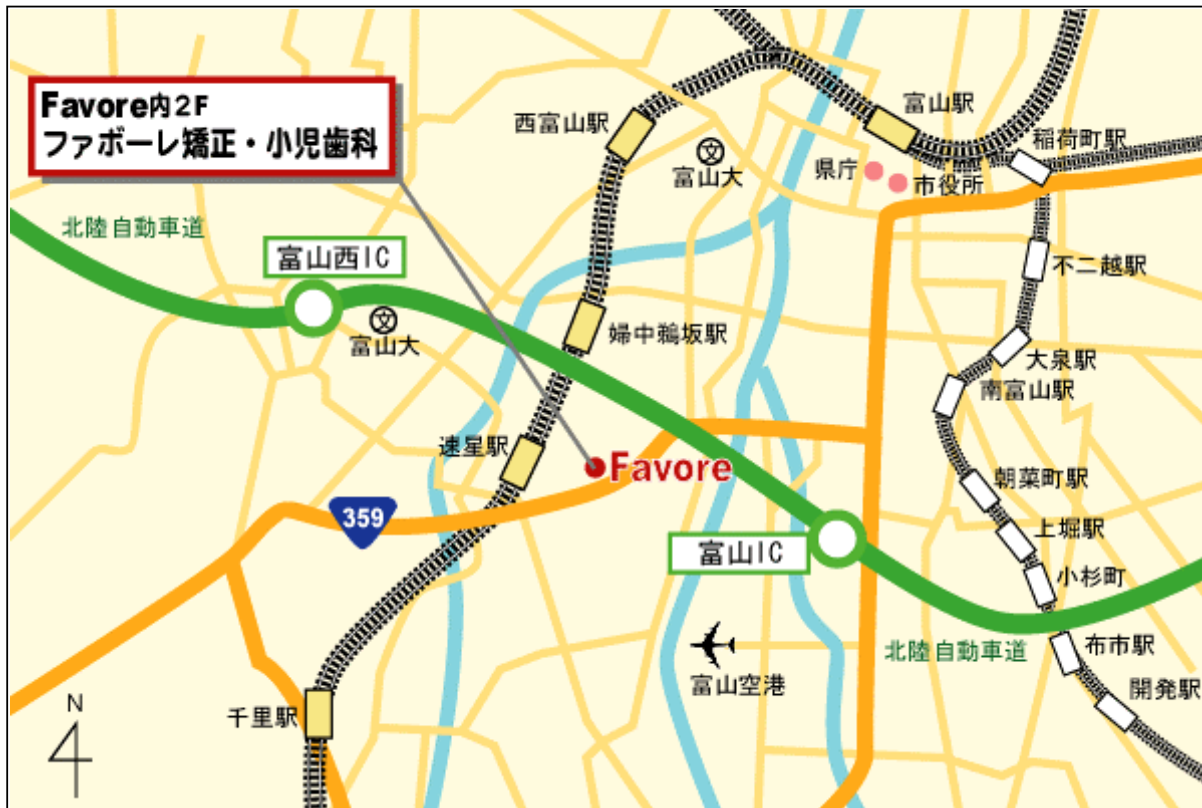 Favore内2F
ファボーレ矯正・小児歯科
西富山駅
富山駅
稲荷町駅
文
富山大
県庁
市役所
北陸自動車道
富山西IC
不二越駅
文
富山大
婦中鵜坂駅
大泉駅
南富山駅
速星駅
Favore
朝菜町駅
359
上堀駅
富山IC
小杉町
北陸自動車道
布市駅
富山空港
開発駅
千里駅
N